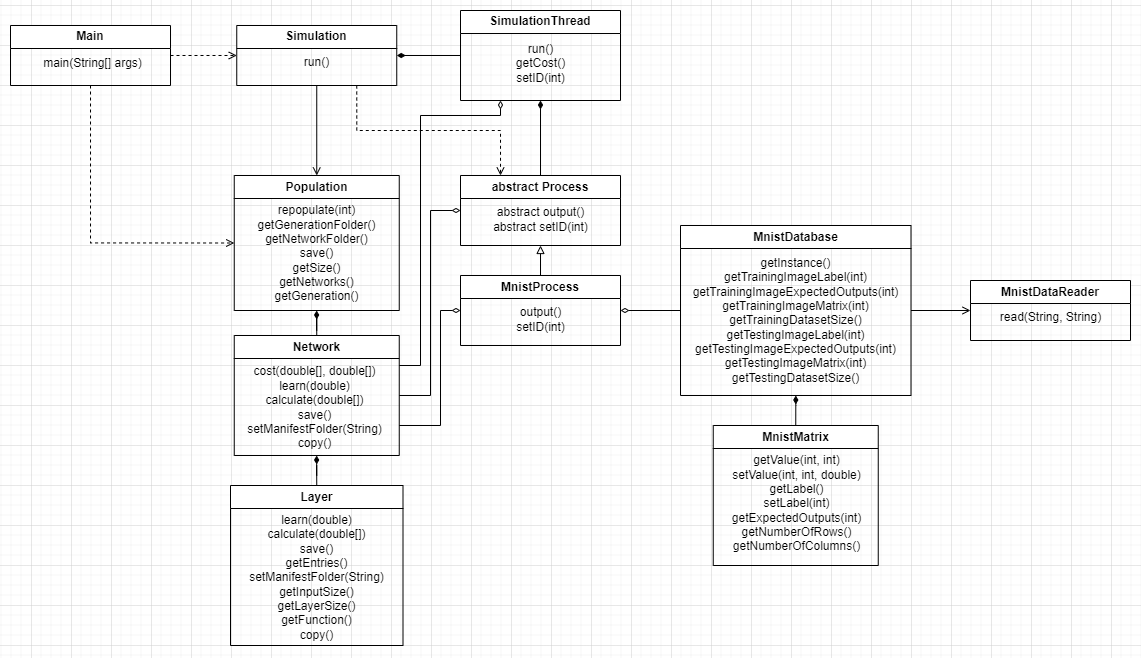 Main
main(String[] args)
Simulation
run()
SimulationThread
run()
getCost()
setID(int)
Population
repopulate(int)
getGenerationFolder()
getNetworkFolder()
save()
getSize()
getNetworks()
getGeneration()
abstract Process
abstract output()
abstract setID(int)
MnistProcess
output()
setID(int)
MnistDatabase
getInstance()
getTrainingImageLabel(int)
getTrainingImageExpectedOutputs(int)
getTrainingImageMatrix(int)
getTrainingDatasetSize()
getTestingImageLabel(int)
getTestingImageExpectedOutputs(int)
getTestingImageMatrix(int)
getTestingDatasetSize()
MnistDataReader
read(String, String)
Network
cost(double[], double[])
learn(double)
calculate(double[])
save()
setManifestFolder(String)
copy()
MnistMatrix
getValue(int, int)
setValue(int, int, double)
getLabel()
setLabel(int)
getExpectedOutputs(int)
getNumberOfRows()
getNumberOfColumns()
Layer
learn(double)
calculate(double[])
save()
getEntries()
setManifestFolder(String)
getInputSize()
getLayerSize()
getFunction()
copy()